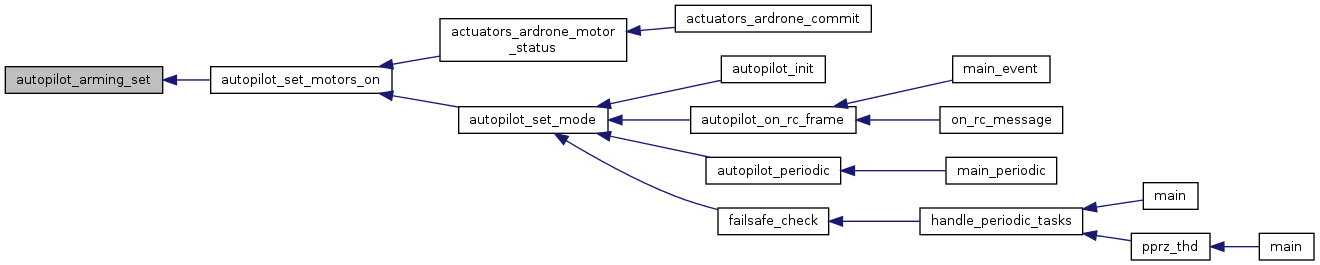 autopilot_arming_set
autopilot_set_motors_on
actuators_ardrone_motor
_status
actuators_ardrone_commit
autopilot_set_mode
autopilot_init
autopilot_on_rc_frame
main_event
on_rc_message
autopilot_periodic
main_periodic
failsafe_check
handle_periodic_tasks
main
pprz_thd
main